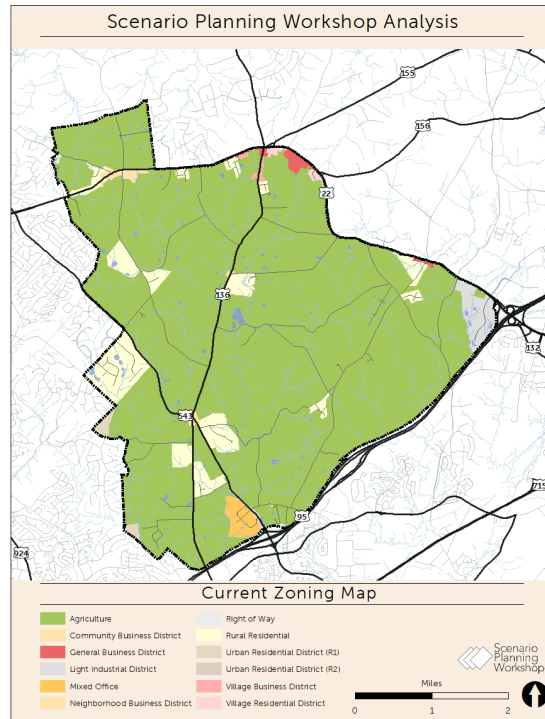 Scenario Planning Workshop Analysis
155
156
22
136
132
543
715
95
924
Current Zoning Map
Agriculture
Community Business District
General Business District
Light Industrial District
Mixed Office
Neighborhood Business District
Right of Way
Rural Residential
Urban Residential District (R1)
Urban Residential District (R2)
Village Business District
Village Residential District
Scenario
Planning
Workshop
Miles
0 1 2